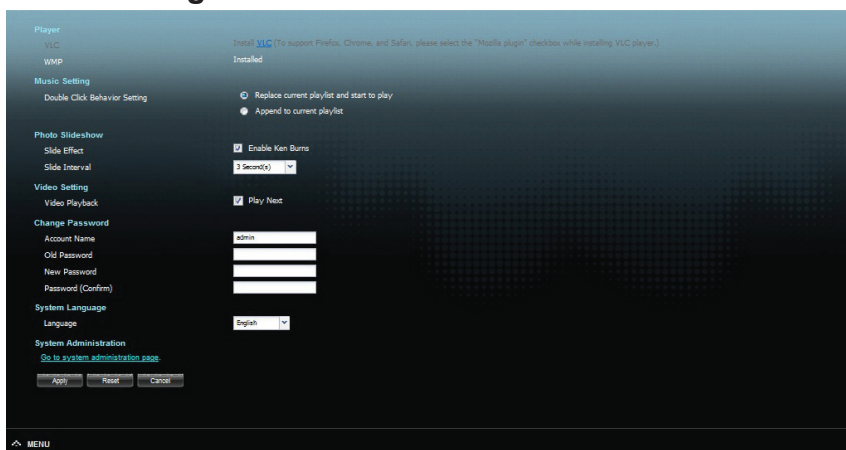 Player
VLC Install VLC (To support Firefox, Chrome, and Safari, please select the "Mozilla plugin" checkbox while installing VLC player.)
WMP Installed
Music Setting
Double Click Behavior Setting Replace current playlist and start to play
Append to current playlist
Photo Slideshow
Slide Effect Enable Ken Burns
Slide Interval 3 Second(s)
Video Setting
Video Playback Play Next
Change Password
Account Name admin
Old Password
New Password
Password (Confirm)
System Language
Language English
System Administration
Go to system administration page.
Apply Reset Cancel
MENU